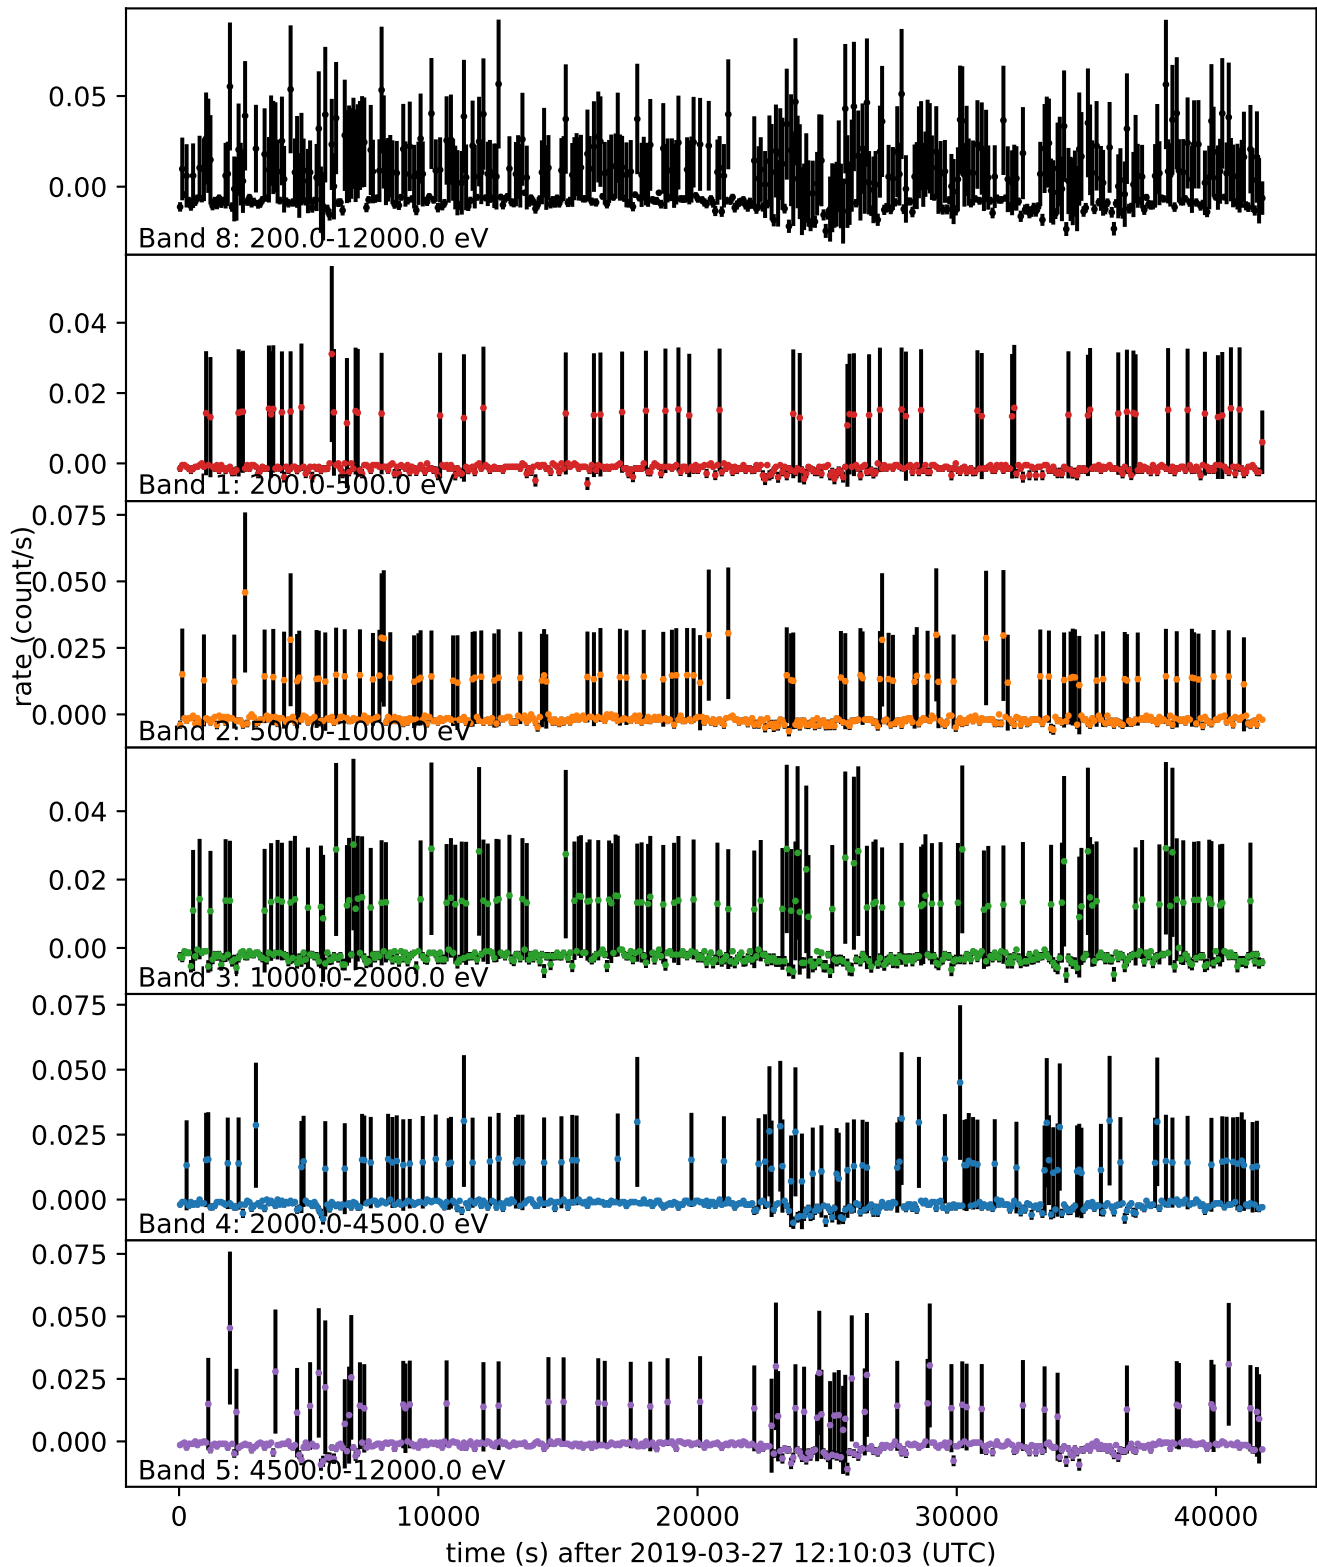 0.05
0.00
Band 8: 200.0-12000.0 eV
0.04
0.02
0.00
Band 1: 200.0-500.0 eV
0.075
0.050
0.025
0.000
Band 2: 500.0-1000.0 eV
rate (count/s)
0.04
0.02
0.00
Band 3: 1000.0-2000.0 eV
0.075
0.050
0.025
0.000
Band 4: 2000.0-4500.0 eV
0.075
0.050
0.025
0.000
Band 5: 4500.0-12000.0 eV
0 10000 20000 30000 40000
time (s) after 2019-03-27 12:10:03 (UTC)